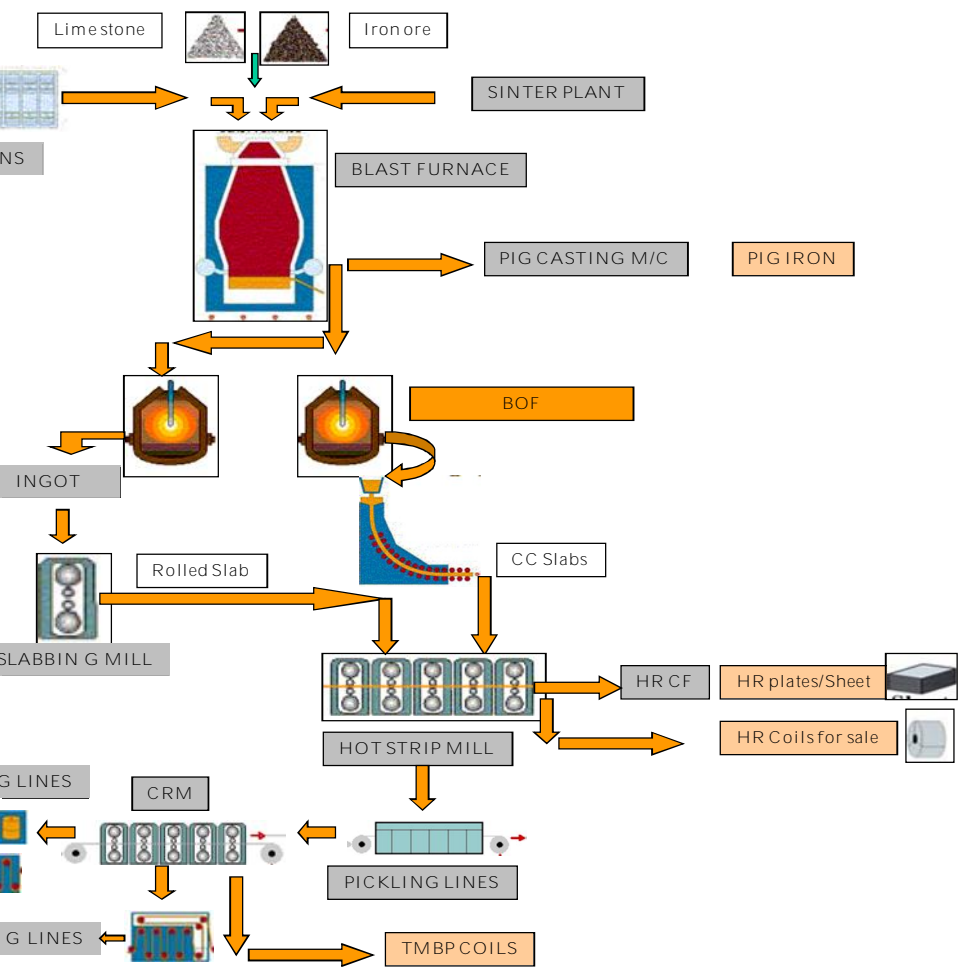 Limestone
Iron ore
SINTER PLANT
NS
BLAST FURNACE
PIG CASTING M/C
PIG IRON
BOF
INGOT
Rolled Slab
CC Slabs
SLABBIN G MILL
HR CF
HR plates/Sheet
HR Coils for sale
HOT STRIP MILL
G LINES
CRM
PICKLING LINES
G LINES
TMBP COILS